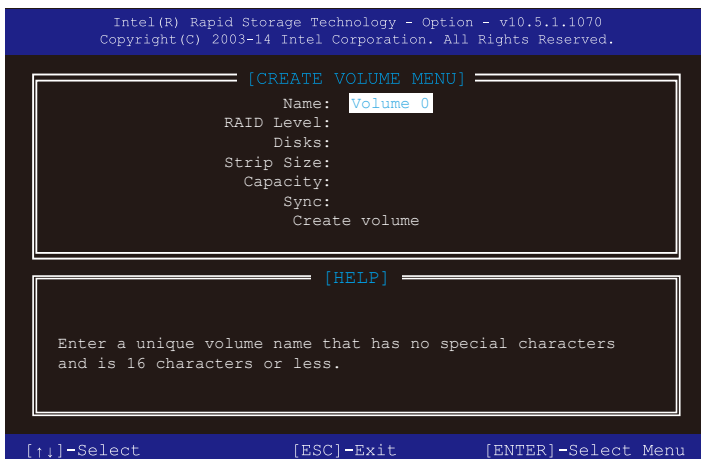 Intel(R) Rapid Storage Technology - Option - v10.5.1.1070
Copyright(C) 2003-14 Intel Corporation. All Rights Reserved.
[CREATE VOLUME MENU]
Name: Volume 0
RAID Level:
Disks:
Strip Size:
Capacity:
Sync:
Create volume
[HELP]
Enter a unique volume name that has no special characters
and is 16 characters or less.
[↑↓]-Select [ESC]-Exit [ENTER]-Select Menu